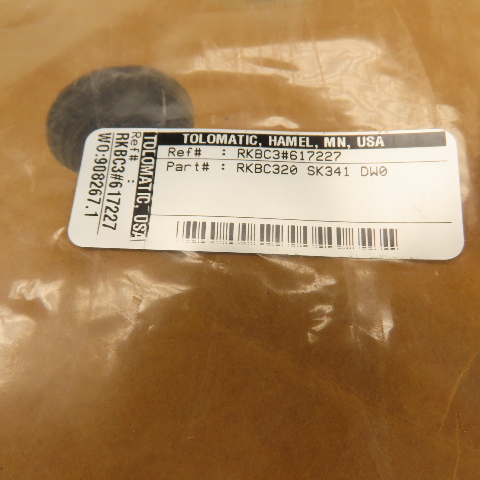 TOLOMATIC, HAMEL, MN, USA
Ref# : RKBC3#617227
Part# : RKBC320 SK341 DW0
TOLOMATIC, USA
Ref# :
RKBC3#617227
WO:908267.1